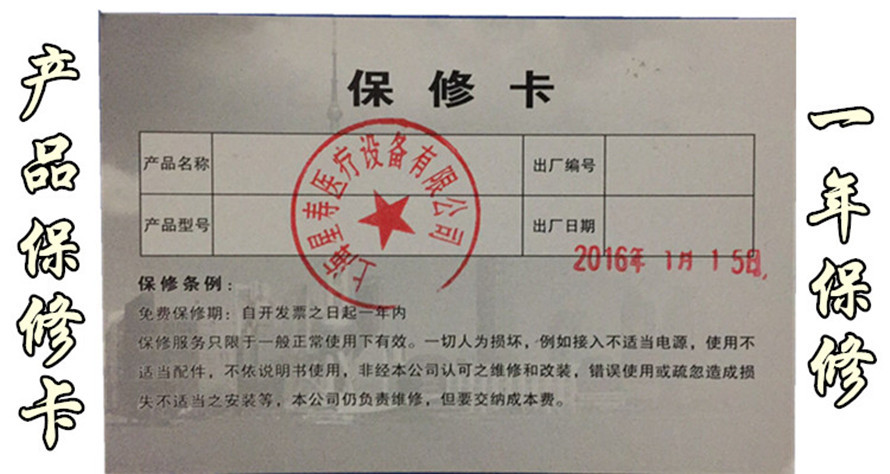 产品保修卡
保修卡
产品名称
出厂编号
产品型号
出厂日期
上海星寿医疗设备有限公司
2016年 1月 15日
保修条例:
免费保修期:自开发票之日起一年内
保修服务只限于一般正常使用下有效。一切人为损坏,例如接入不适当电源,使用不
适当配件,不依说明书使用,非经本公司认可之维修和改装,错误使用或疏忽造成损
失不适当之安装等,本公司仍负责维修,但要交纳成本费。
一年保修